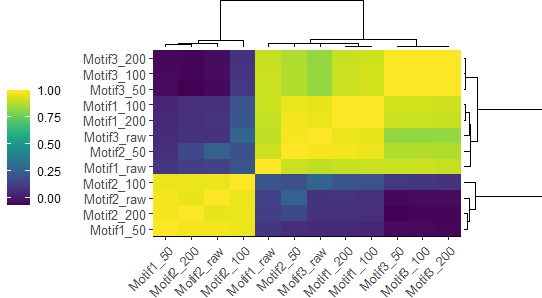 Motif3_200
Motif3_100
Motif3_50
Motif1_100
Motif1_200
Motif3_raw
Motif2_50
Motif1_raw
Motif2_100
Motif2_raw
Motif2_200
Motif1_50
1.00
0.75
0.50
0.25
0.00
Motif1_50
Motif2_200
Motif2_raw
Motif2_100
Motif1_raw
Motif2_50
Motif3_raw
Motif1_200
Motif1_100
Motif3_50
Motif3_100
Motif3_200